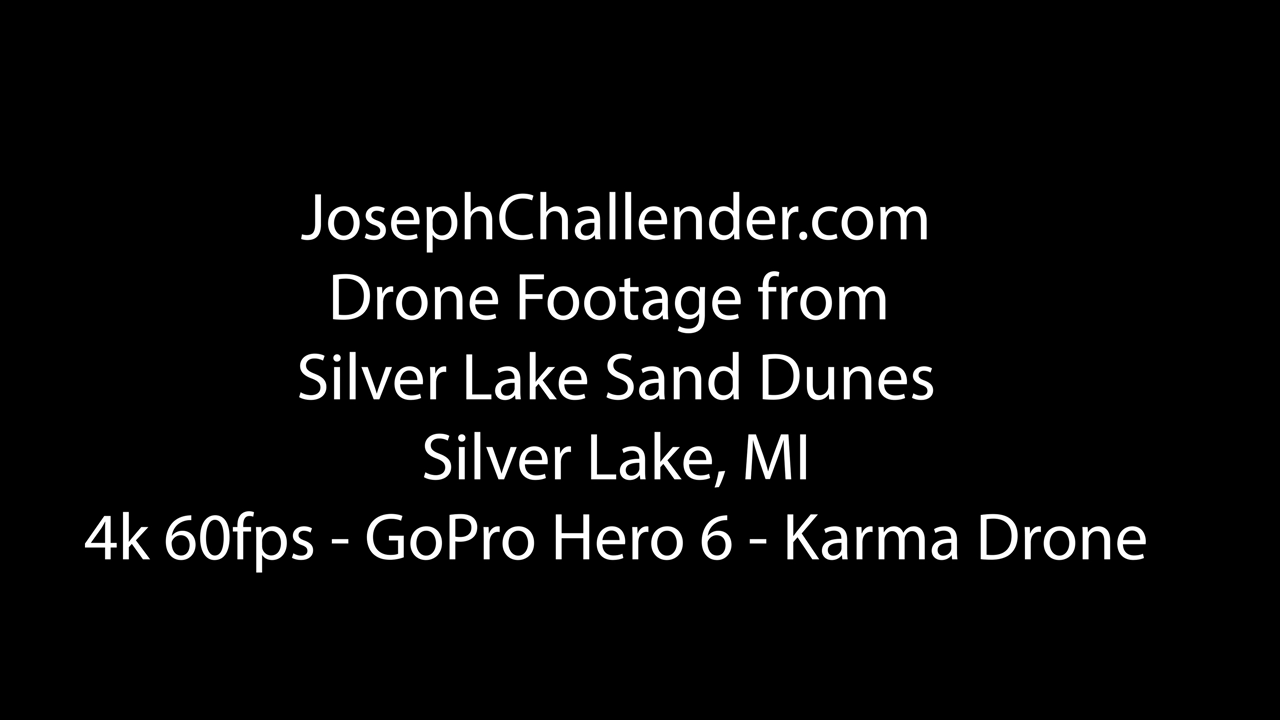 JosephChallender.com
Drone Footage from
Silver Lake Sand Dunes
Silver Lake, MI
4k 60fps - GoPro Hero 6 - Karma Drone